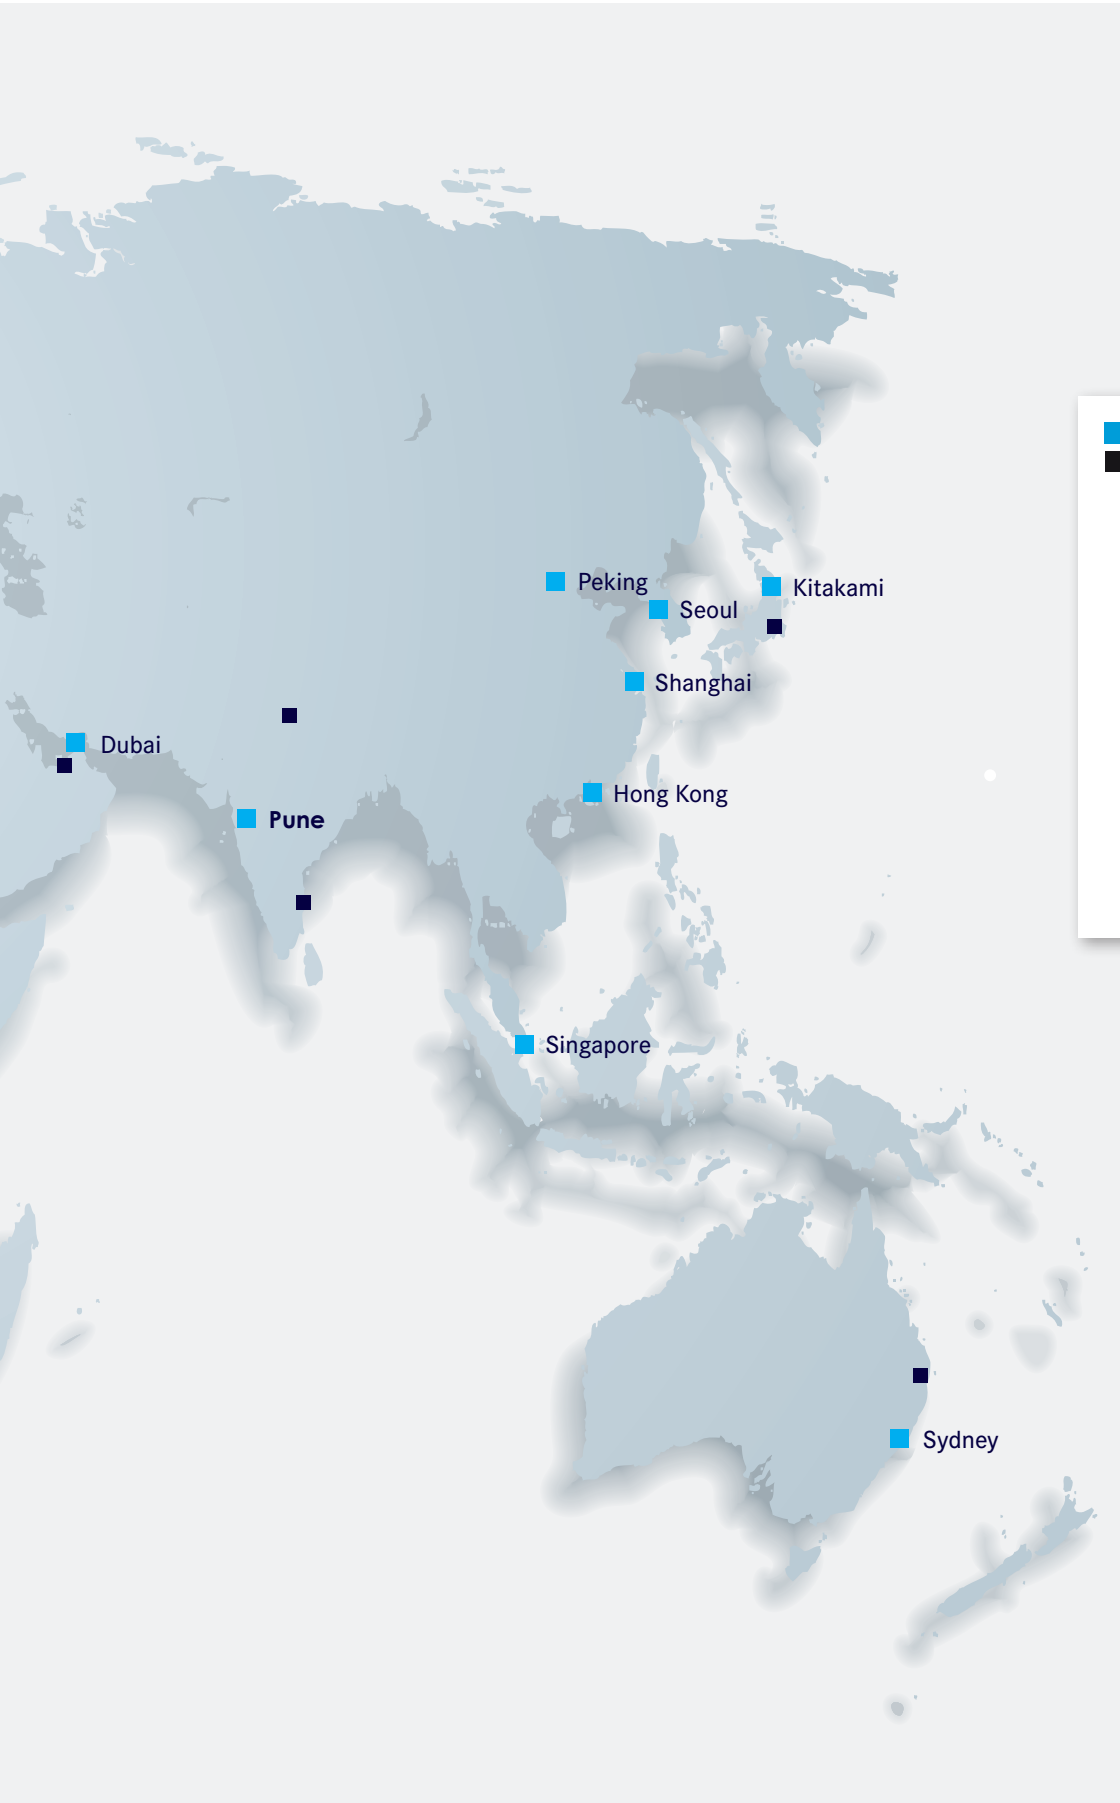 Peking
Kitakami
Seoul
Shanghai
Dubai
Hong Kong
Pune
Singapore
Sydney